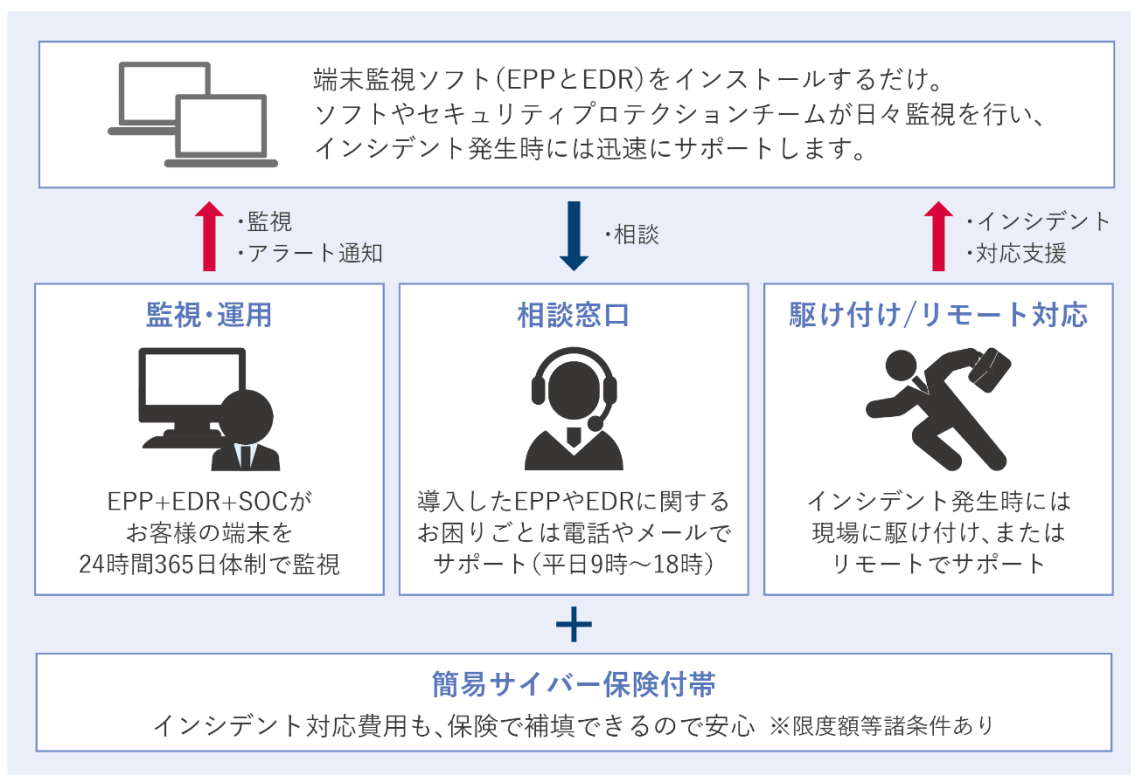 端末監視ソフト(EPPとEDR)をインストールするだけ。
ソフトやセキュリティプロテクションチームが日々監視を行い、
インシデント発生時には迅速にサポートします。
・監視
・アラート通知
・相談
・インシデント
・対応支援
監視・運用
EPP+EDR+SOCが
お客様の端末を
24時間365日体制で監視
相談窓口
導入したEPPやEDRに関する
お困りごとは電話やメールで
サポート(平日9時〜18時)
駆け付け/リモート対応
インシデント発生時には
現場に駆け付け、または
リモートでサポート
+
簡易サイバー保険付帯
インシデント対応費用も、保険で補填できるので安心 ※限度額等諸条件あり